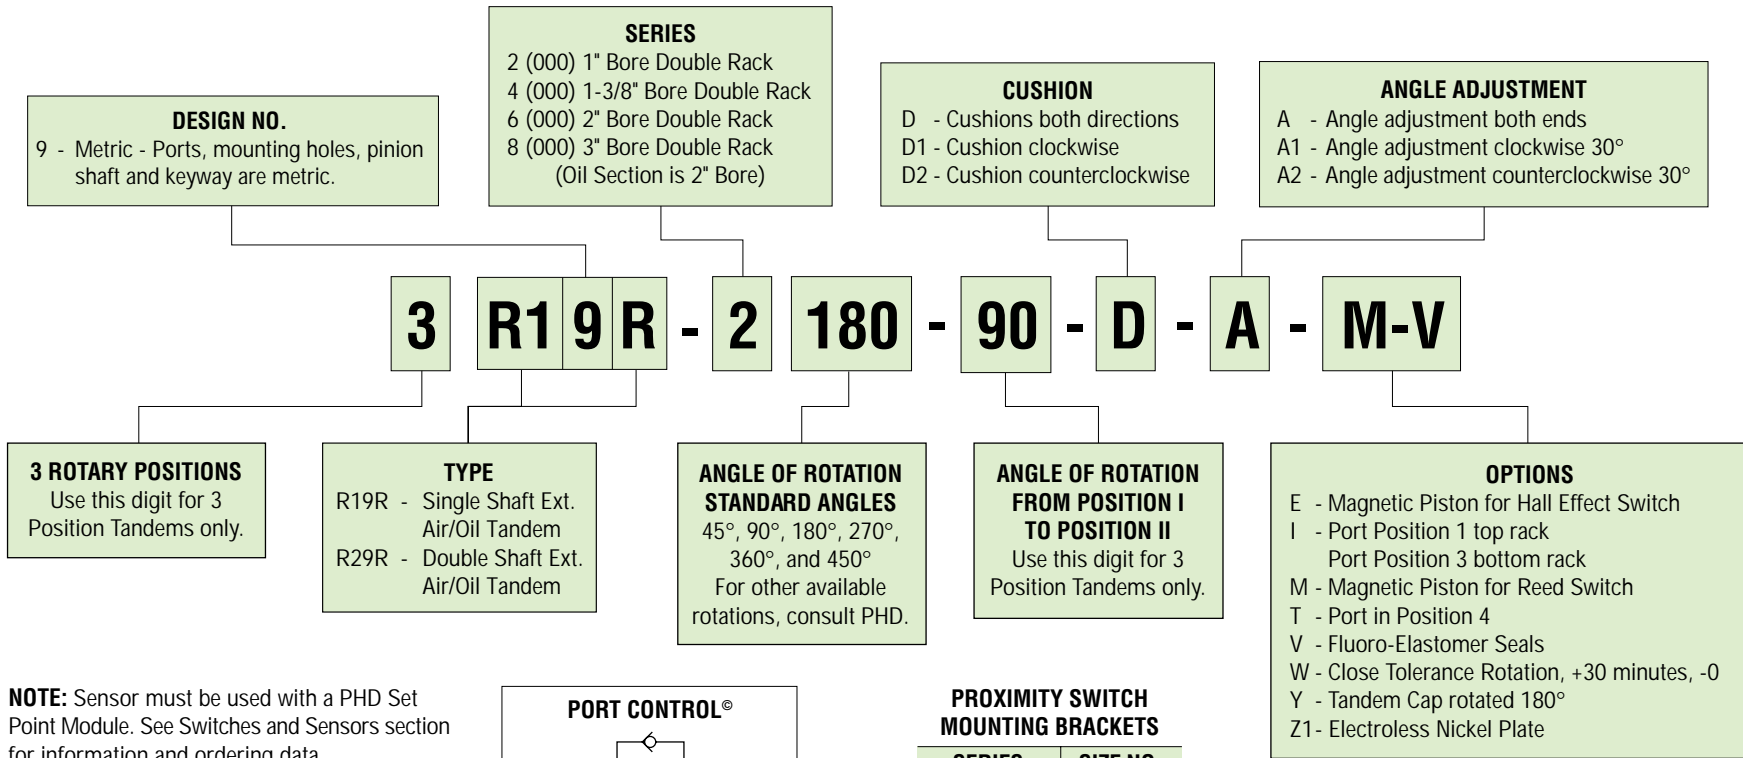 SERIES
2 (000) 1" Bore Double Rack
4 (000) 1-3/8" Bore Double Rack
6 (000) 2" Bore Double Rack
8 (000) 3" Bore Double Rack
(Oil Section is 2" Bore)
DESIGN NO.
9 - Metric - Ports, mounting holes, pinion
shaft and keyway are metric.
CUSHION
D - Cushions both directions
D1 - Cushion clockwise
D2 - Cushion counterclockwise
ANGLE ADJUSTMENT
A - Angle adjustment both ends
A1 - Angle adjustment clockwise 30°
A2 - Angle adjustment counterclockwise 30°
3 R1 9 R - 2 180 - 90 - D - A - M-V
3 ROTARY POSITIONS
Use this digit for 3
Position Tandems only.
TYPE
R19R - Single Shaft Ext.
Air/Oil Tandem
R29R - Double Shaft Ext.
Air/Oil Tandem
ANGLE OF ROTATION
STANDARD ANGLES
45°, 90°, 180°, 270°,
360°, and 450°
For other available
rotations, consult PHD.
ANGLE OF ROTATION
FROM POSITION I
TO POSITION II
Use this digit for 3
Position Tandems only.
OPTIONS
E - Magnetic Piston for Hall Effect Switch
I - Port Position 1 top rack
Port Position 3 bottom rack
M - Magnetic Piston for Reed Switch
T - Port in Position 4
V - Fluoro-Elastomer Seals
W - Close Tolerance Rotation, +30 minutes, -0
Y - Tandem Cap rotated 180°
Z1 - Electroless Nickel Plate
NOTE: Sensor must be used with a PHD Set
Point Module. See Switches and Sensors section
for information and ordering data.
PORT CONTROL©
PROXIMITY SWITCH
MOUNTING BRACKETS
SERIES SIZE NO.